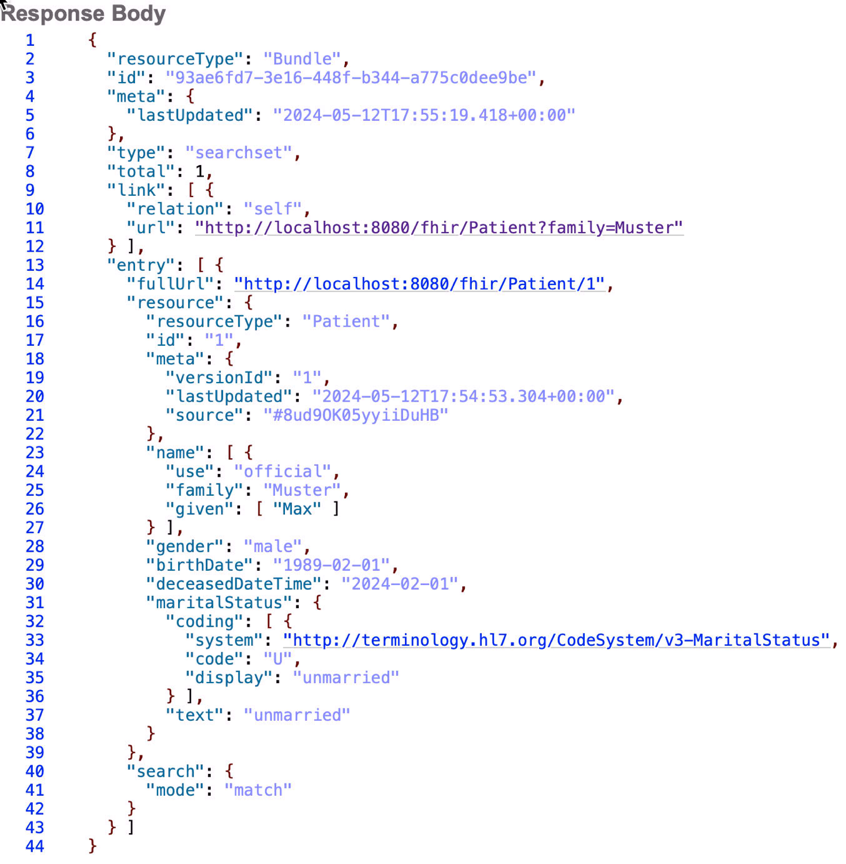 Response Body
1 {
2 "resourceType": "Bundle",
3 "id": "93ae6fd7-3e16-448f-b344-a775c0dee9be",
4 "meta": {
5 "lastUpdated": "2024-05-12T17:55:19.418+00:00"
6 },
7 "type": "searchset",
8 "total": 1,
9 "link": [ {
10 "relation": "self",
11 "url": "http://localhost:8080/fhir/Patient?family=Muster"
12 } ],
13 "entry": [ {
14 "fullUrl": "http://localhost:8080/fhir/Patient/1",
15 "resource": {
16 "resourceType": "Patient",
17 "id": "1",
18 "meta": {
19 "versionId": "1",
20 "lastUpdated": "2024-05-12T17:54:53.304+00:00",
21 "source": "#8ud9OK05yyiiDuHB"
22 },
23 "name": [ {
24 "use": "official",
25 "family": "Muster",
26 "given": [ "Max" ]
27 } ],
28 "gender": "male",
29 "birthDate": "1989-02-01",
30 "deceasedDateTime": "2024-02-01",
31 "maritalStatus": {
32 "coding": [ {
33 "system": "http://terminology.hl7.org/CodeSystem/v3-MaritalStatus",
34 "code": "U",
35 "display": "unmarried"
36 } ],
37 "text": "unmarried"
38 }
39 },
40 "search": {
41 "mode": "match"
42 }
43 } ]
44 }